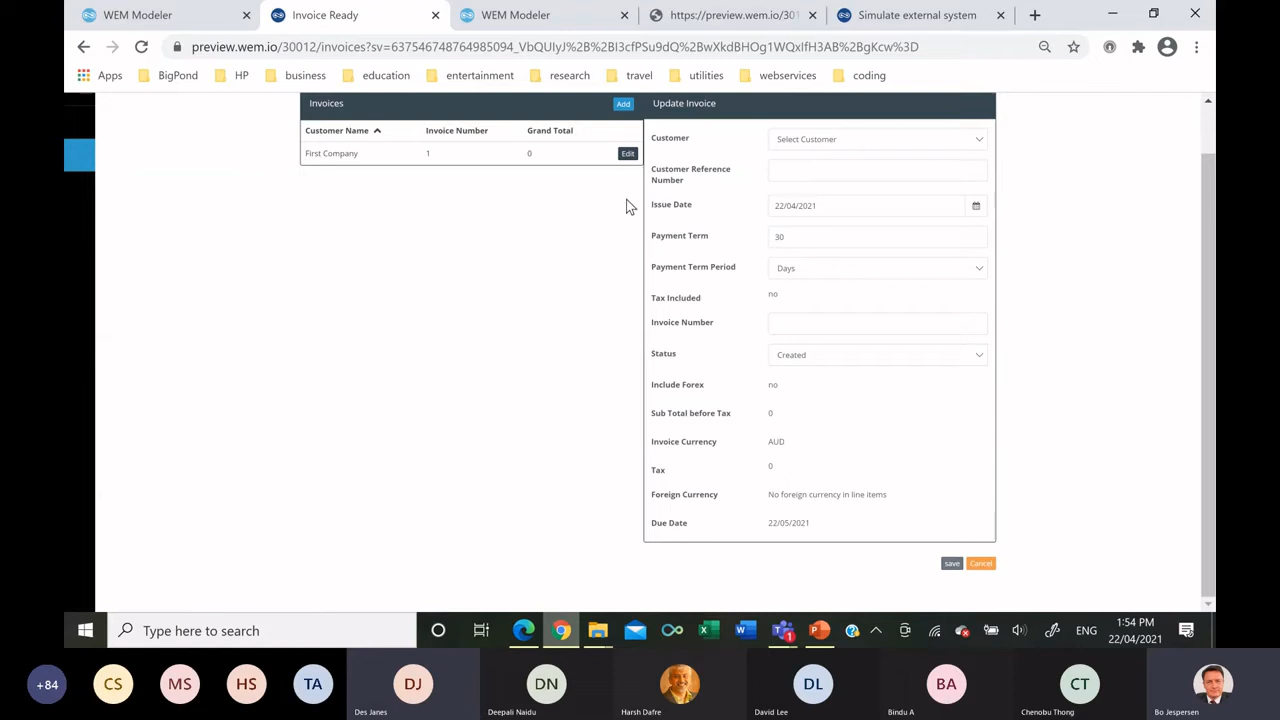 WEM Modeler
Invoice Ready
WEM Modeler
https://preview.wem.io/3001
Simulate external system
preview.wem.io/30012/invoices?sv=637546748764985094_VbQUIyJ%2B%2BI3cfPSu9dQ%2BwXkdBHOg1WQxIfH3AB%2BgKcw%3D
Apps BigPond HP business education entertainment research travel utilities webservices coding
Invoices Add
Customer Name Invoice Number Grand Total
First Company 1 0 Edit
Update Invoice
Customer Select Customer
Customer Reference
Number
Issue Date 22/04/2021
Payment Term 30
Payment Term Period Days
Tax Included no
Invoice Number
Status Created
Include Forex no
Sub Total before Tax 0
Invoice Currency AUD
Tax 0
Foreign Currency No foreign currency in line items
Due Date 22/05/2021
save Cancel
Type here to search
1
ENG
1:54 PM
22/04/2021
+84 CS MS HS TA DJ DN DL BA CT
Des Janes Deepali Naidu Harsh Dafre David Lee Bindu A Chenobu Thong Bo Jespersen